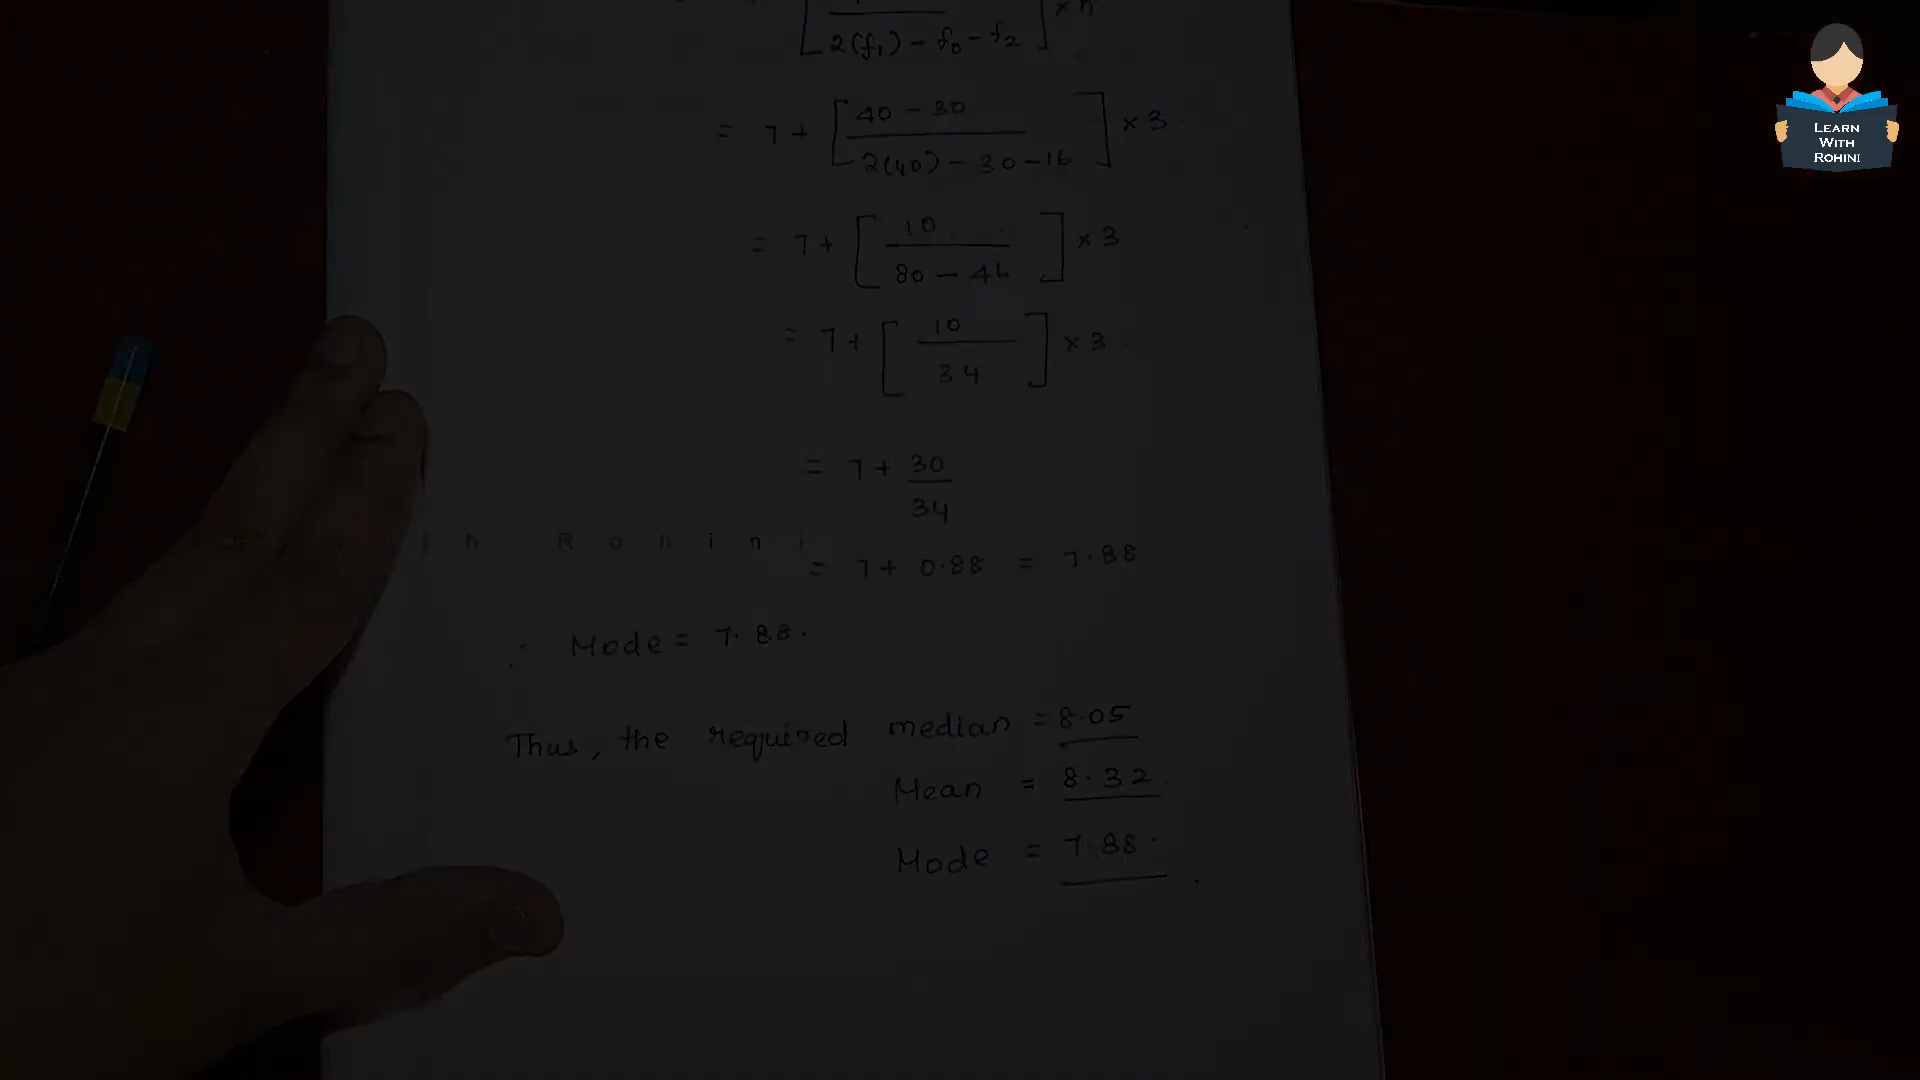 2(f₁) - f₀ - f₂ ] × h
= 7 + [ 40 - 30 / 2(40) - 30 - 16 ] × 3.
= 7 + [ 10 / 80 - 46 ] × 3
= 7 + [ 10 / 34 ] × 3.
= 7 + 30 / 34
= 7 + 0.88 = 7.88
∴ Mode = 7.88.
Thus, the required median = 8.05
Mean = 8.32
Mode = 7.88.
h Rohini
LEARN
WITH
ROHINI